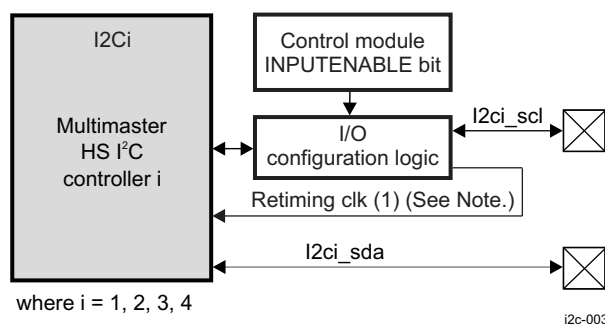 I2Ci
Multimaster
HS I²C
controller i
Control module
INPUTENABLE bit
I/O
configuration logic
I2ci_scl
Retiming clk (1) (See Note.)
I2ci_sda
where i = 1, 2, 3, 4
i2c-003